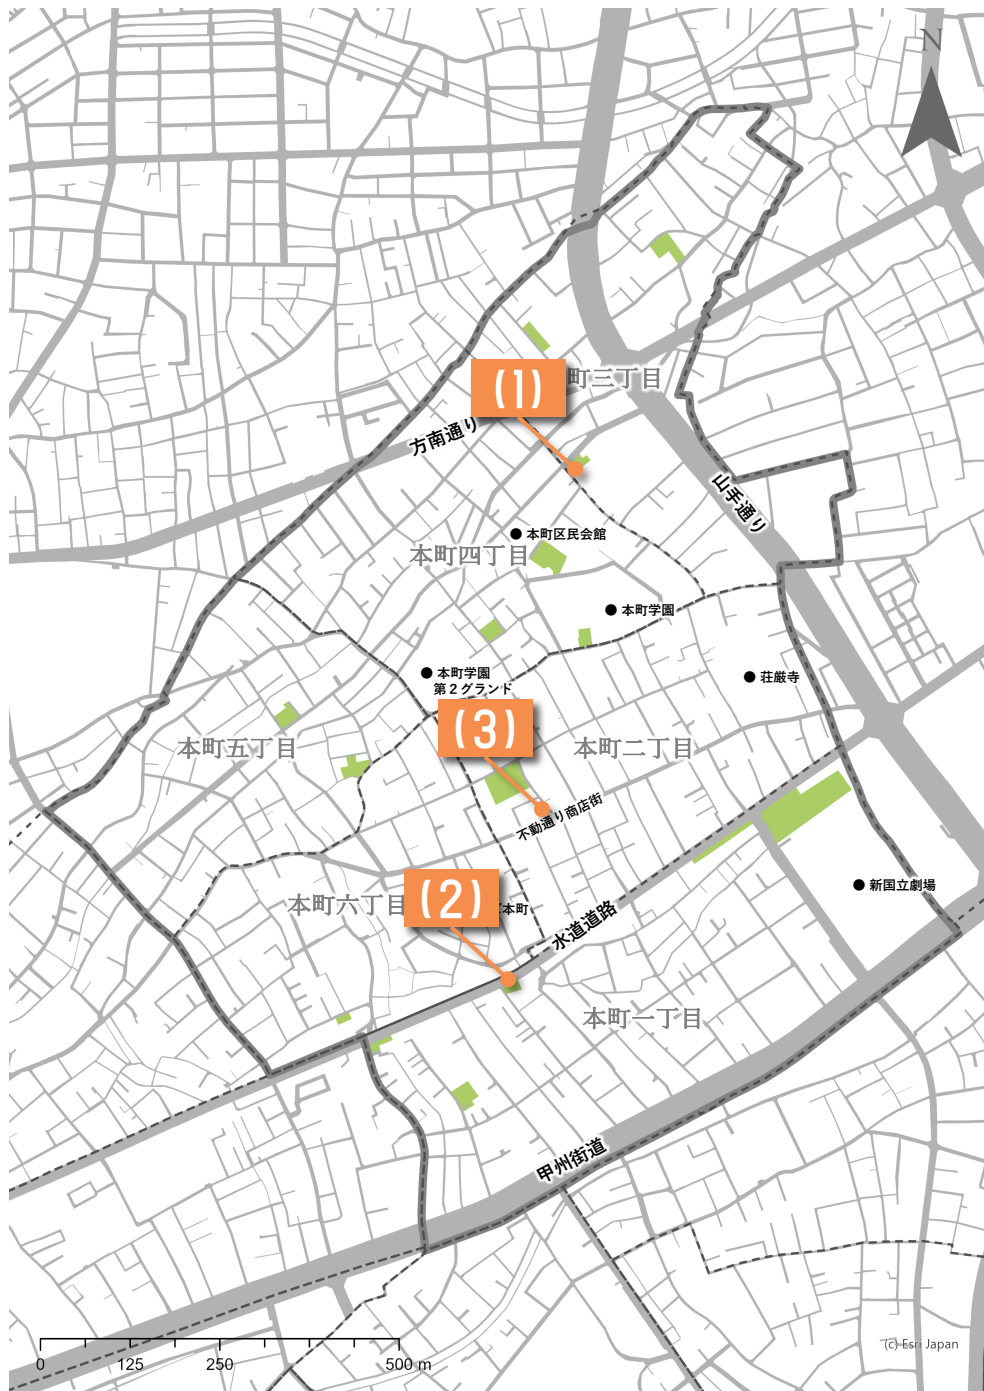 N
(1)
町三丁目
方南通り
山手通り
本町区民会館
本町四丁目
本町学園
本町学園
第２グランド
荘厳寺
(3)
本町五丁目
本町二丁目
不動通り商店街
(2)
本町六丁目
本町
新国立劇場
水道道路
本町一丁目
甲州街道
0 125 250 500 m
(c) Esri Japan